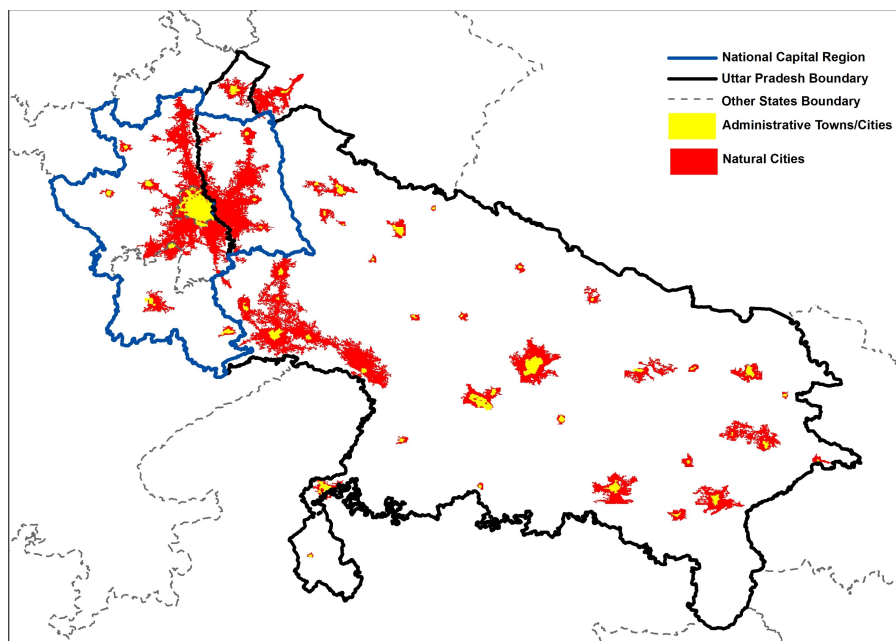 National Capital Region
Uttar Pradesh Boundary
Other States Boundary
Administrative Towns/Cities
Natural Cities